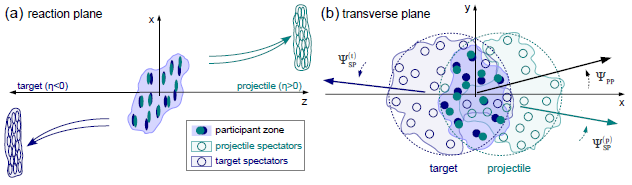 (a) reaction plane
x
target (η<0)
projectile (η>0)
z
participant zone
projectile spectators
target spectators
(b) transverse plane
y
Ψ_SP^(t)
Ψ_PP
x
Ψ_SP^(p)
target
projectile